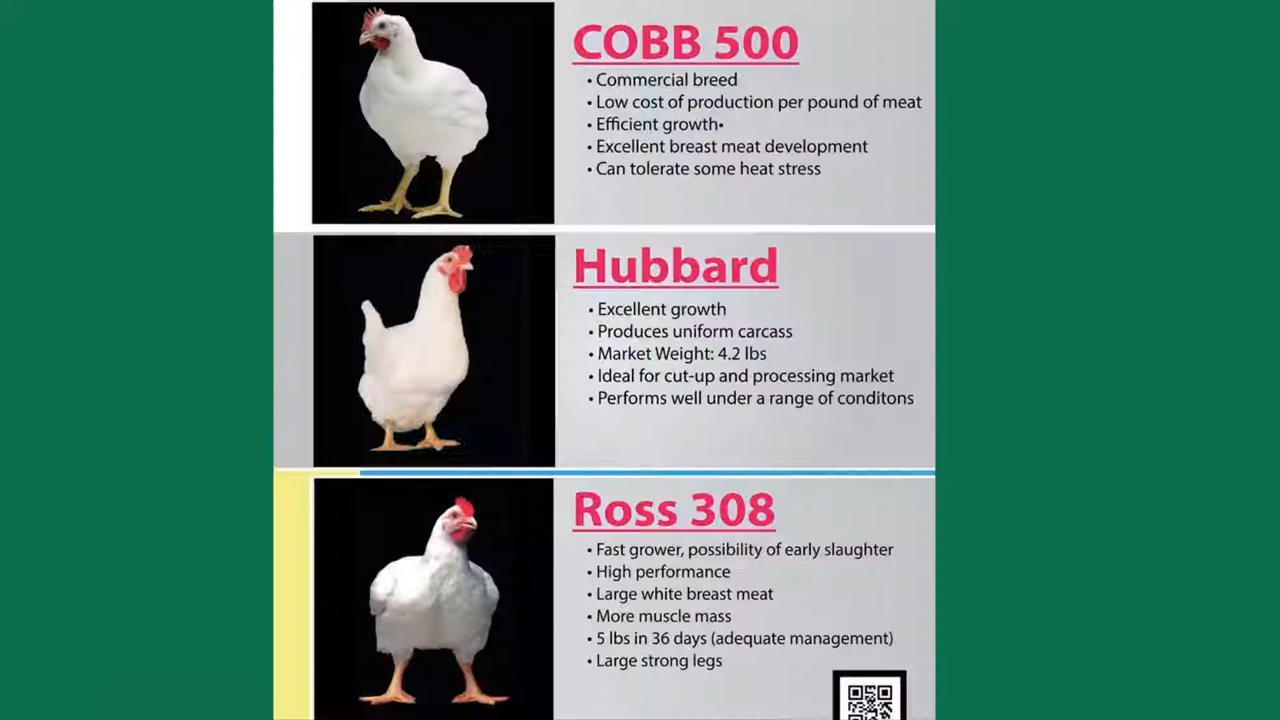 COBB 500
• Commercial breed
• Low cost of production per pound of meat
• Efficient growth•
• Excellent breast meat development
• Can tolerate some heat stress
Hubbard
• Excellent growth
• Produces uniform carcass
• Market Weight: 4.2 lbs
• Ideal for cut-up and processing market
• Performs well under a range of conditons
Ross 308
• Fast grower, possibility of early slaughter
• High performance
• Large white breast meat
• More muscle mass
• 5 lbs in 36 days (adequate management)
• Large strong legs